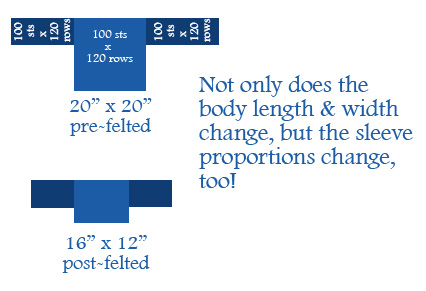 100
sts
x
120
rows
100 sts
x
120 rows
100
sts
x
120
rows
20” x 20”
pre-felted
Not only does the
body length & width
change, but the sleeve
proportions change,
too!
16” x 12”
post-felted